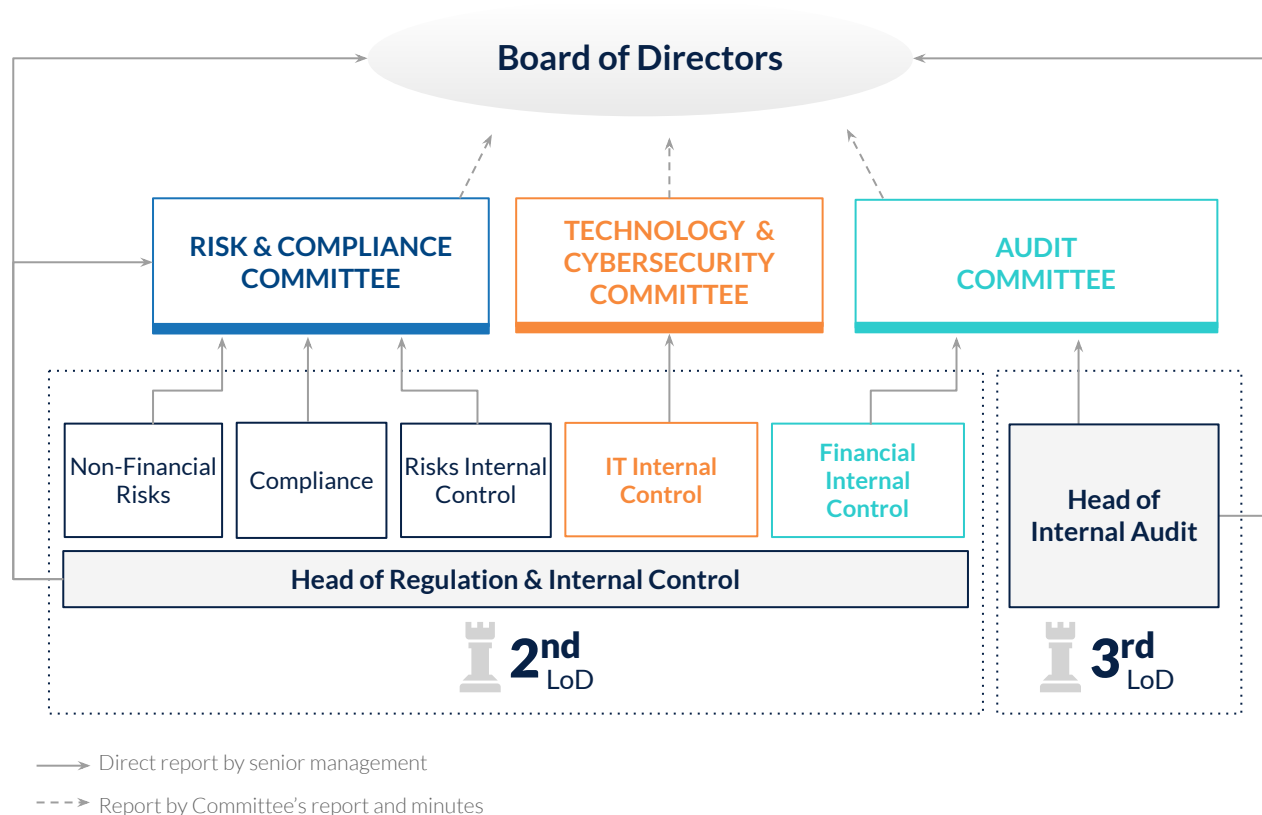 Board of Directors
RISK & COMPLIANCE
COMMITTEE
TECHNOLOGY &
CYBERSECURITY
COMMITTEE
AUDIT
COMMITTEE
Non-Financial
Risks
Compliance
Risks Internal
Control
IT Internal
Control
Financial
Internal
Control
Head of
Internal Audit
Head of Regulation & Internal Control
2nd
LoD
3rd
LoD
Direct report by senior management
Report by Committee’s report and minutes